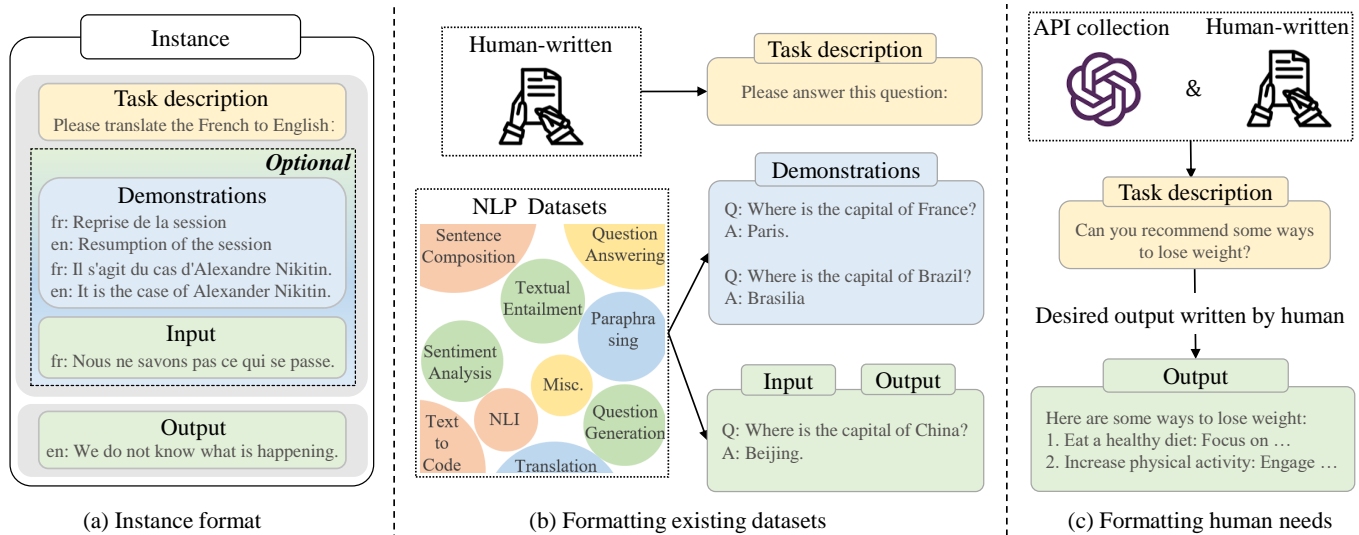 Instance
Task description
Please translate the French to English:
Optional
Demonstrations
fr: Reprise de la session
en: Resumption of the session
fr: Il s'agit du cas d'Alexandre Nikitin.
en: It is the case of Alexander Nikitin.
Input
fr: Nous ne savons pas ce qui se passe.
Output
en: We do not know what is happening.
(a) Instance format
Human-written
Task description
Please answer this question:
NLP Datasets
Sentence
Composition
Question
Answering
Textual
Entailment
Paraphra
sing
Sentiment
Analysis
Misc.
NLI
Question
Generation
Text
to
Code
Translation
Demonstrations
Q: Where is the capital of France?
A: Paris.
Q: Where is the capital of Brazil?
A: Brasilia
Input
Output
Q: Where is the capital of China?
A: Beijing.
(b) Formatting existing datasets
API collection
Human-written
&
Task description
Can you recommend some ways
to lose weight?
Desired output written by human
Output
Here are some ways to lose weight:
1. Eat a healthy diet: Focus on …
2. Increase physical activity: Engage …
(c) Formatting human needs